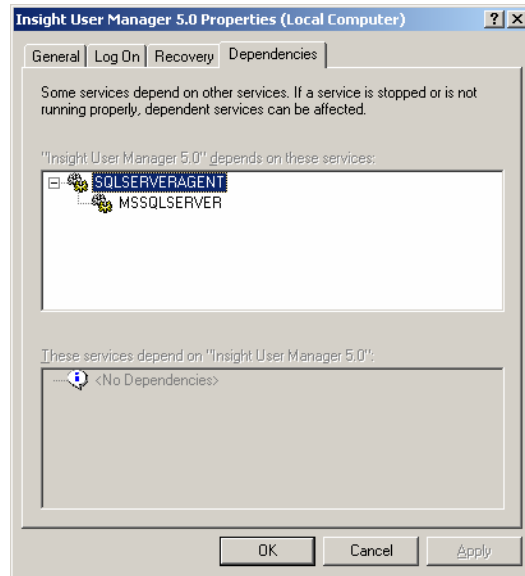 Insight User Manager 5.0 Properties (Local Computer)
General Log On Recovery Dependencies
Some services depend on other services. If a service is stopped or is not
running properly, dependent services can be affected.
"Insight User Manager 5.0" depends on these services:
SQLSERVERAGENT
MSSQLSERVER
These services depend on "Insight User Manager 5.0":
<No Dependencies>
OK Cancel Apply